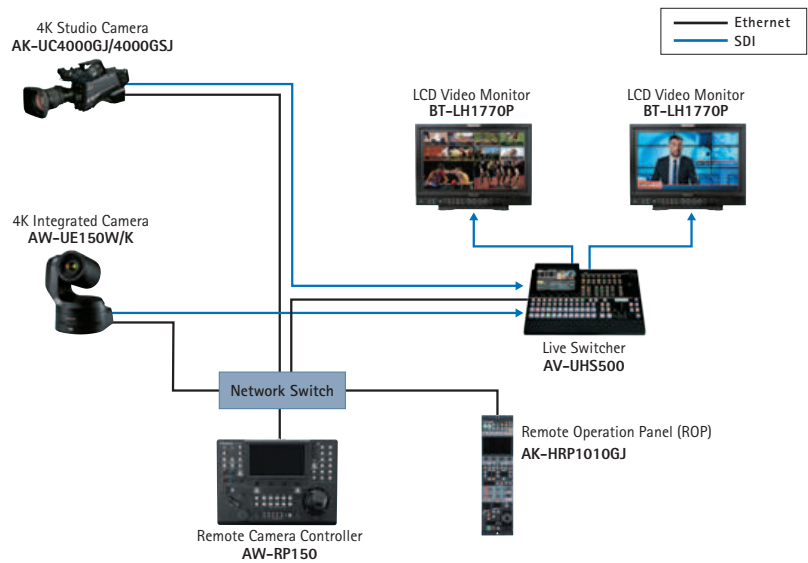 4K Studio Camera
AK-UC4000GJ/4000GSJ
Ethernet
SDI
LCD Video Monitor
BT-LH1770P
LCD Video Monitor
BT-LH1770P
4K Integrated Camera
AW-UE150W/K
Live Switcher
AV-UHS500
Network Switch
Remote Operation Panel (ROP)
AK-HRP1010GJ
Remote Camera Controller
AW-RP150